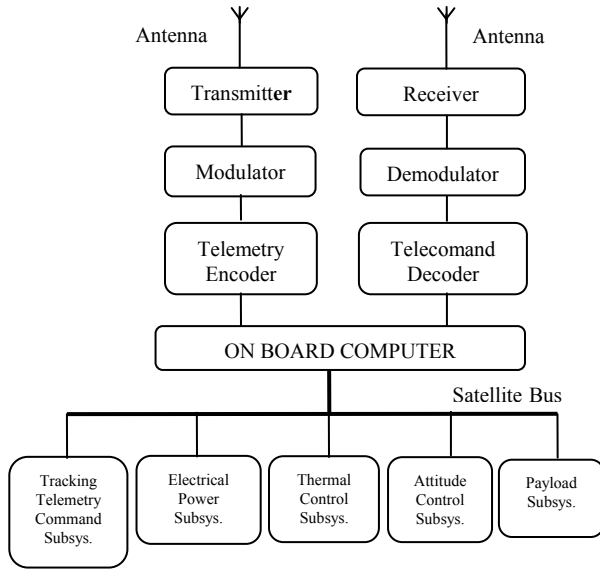 Antenna
Antenna
Transmitter
Receiver
Modulator
Demodulator
Telemetry
Encoder
Telecomand
Decoder
ON BOARD COMPUTER
Satellite Bus
Tracking
Telemetry
Command
Subsys.
Electrical
Power
Subsys.
Thermal
Control
Subsys.
Attitude
Control
Subsys.
Payload
Subsys.